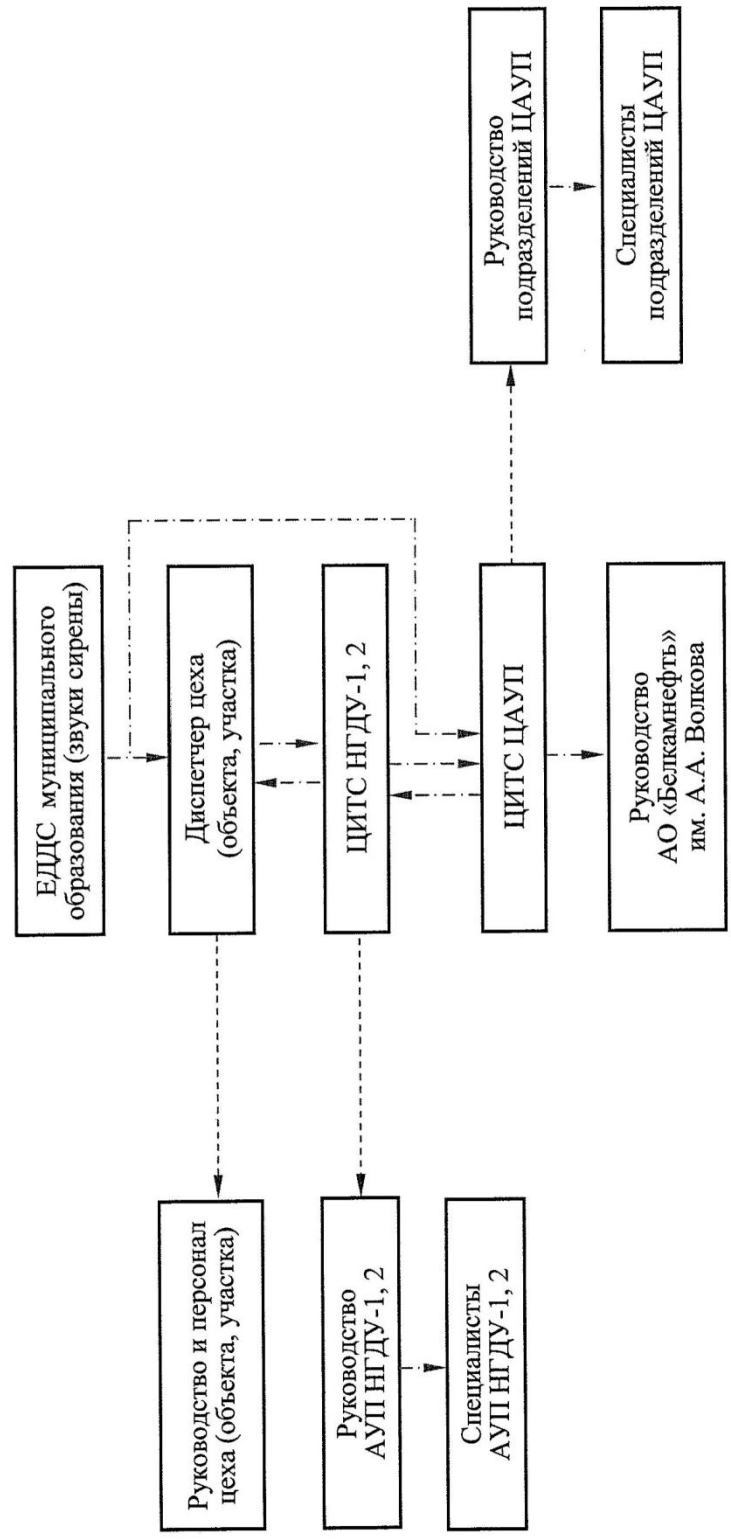 ЕДДС муниципального
образования (звуки сирены)
Руководство и персонал
цеха (объекта, участка)
Диспетчер цеха
(объекта, участка)
Руководство
АУП НГДУ-1, 2
ЦИТС НГДУ-1, 2
Специалисты
АУП НГДУ-1, 2
ЦИТС ЦАУП
Руководство
подразделений ЦАУП
Руководство
АО «Белкамнефть»
им. А.А. Волкова
Специалисты
подразделений ЦАУП